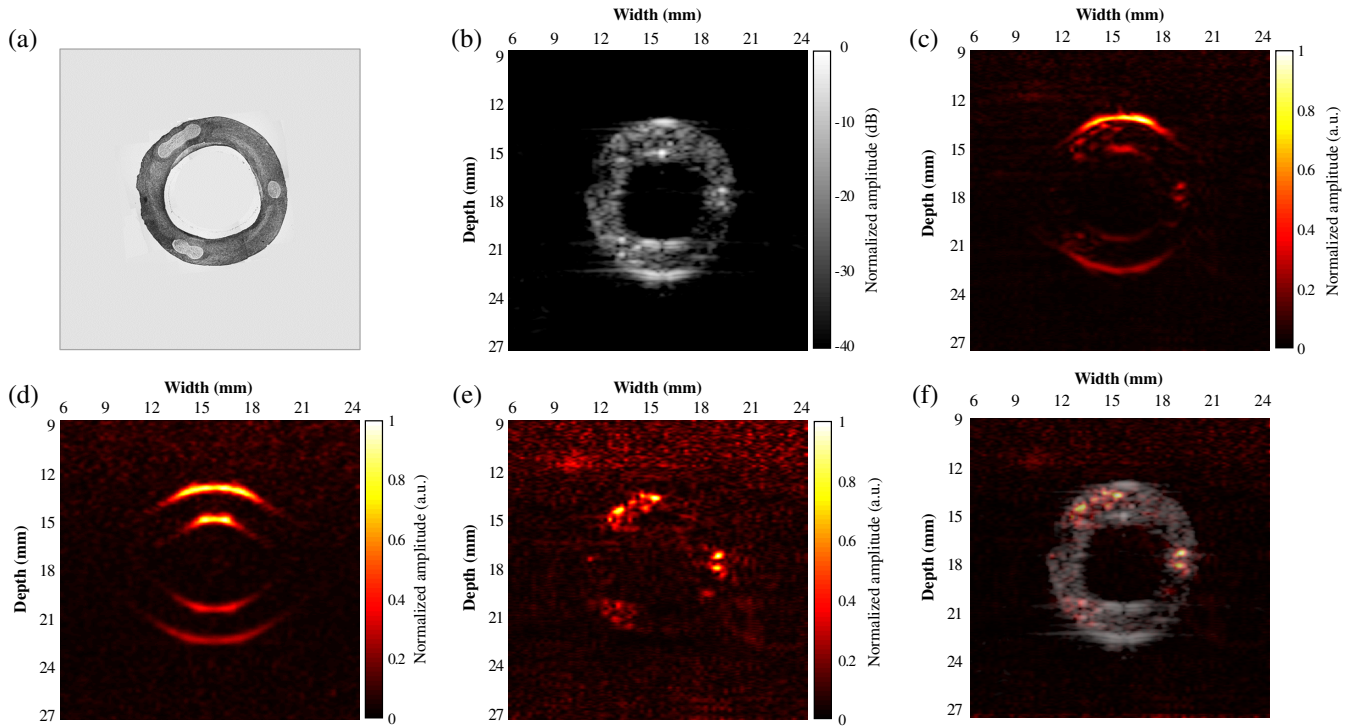 (a)
(b)
Width (mm)
6 9 12 15 18 21 24
Depth (mm)
9
12
15
18
21
24
27
0
-10
-20
-30
-40
Normalized amplitude (dB)
(c)
Width (mm)
6 9 12 15 18 21 24
Depth (mm)
9
12
15
18
21
24
27
1
0.8
0.6
0.4
0.2
0
Normalized amplitude (a.u.)
(d)
Width (mm)
6 9 12 15 18 21 24
Depth (mm)
9
12
15
18
21
24
27
1
0.8
0.6
0.4
0.2
0
Normalized amplitude (a.u.)
(e)
Width (mm)
6 9 12 15 18 21 24
Depth (mm)
9
12
15
18
21
24
27
1
0.8
0.6
0.4
0.2
0
Normalized amplitude (a.u.)
(f)
Width (mm)
6 9 12 15 18 21 24
Depth (mm)
9
12
15
18
21
24
27